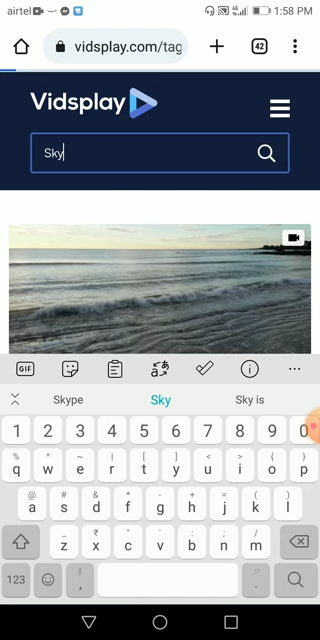 airtel 1:58 PM
vidsplay.com/tag 42
Vidsplay
Sky
GIF
Skype Sky Sky is
1 2 3 4 5 6 7 8 9 0
% ^ ~ | [ ] < > { }
q w e r t y u i o p
@ # & * - + = ( )
a s d f g h j k l
_ ₹ " ' : ; /
z x c v b n m
123 , .